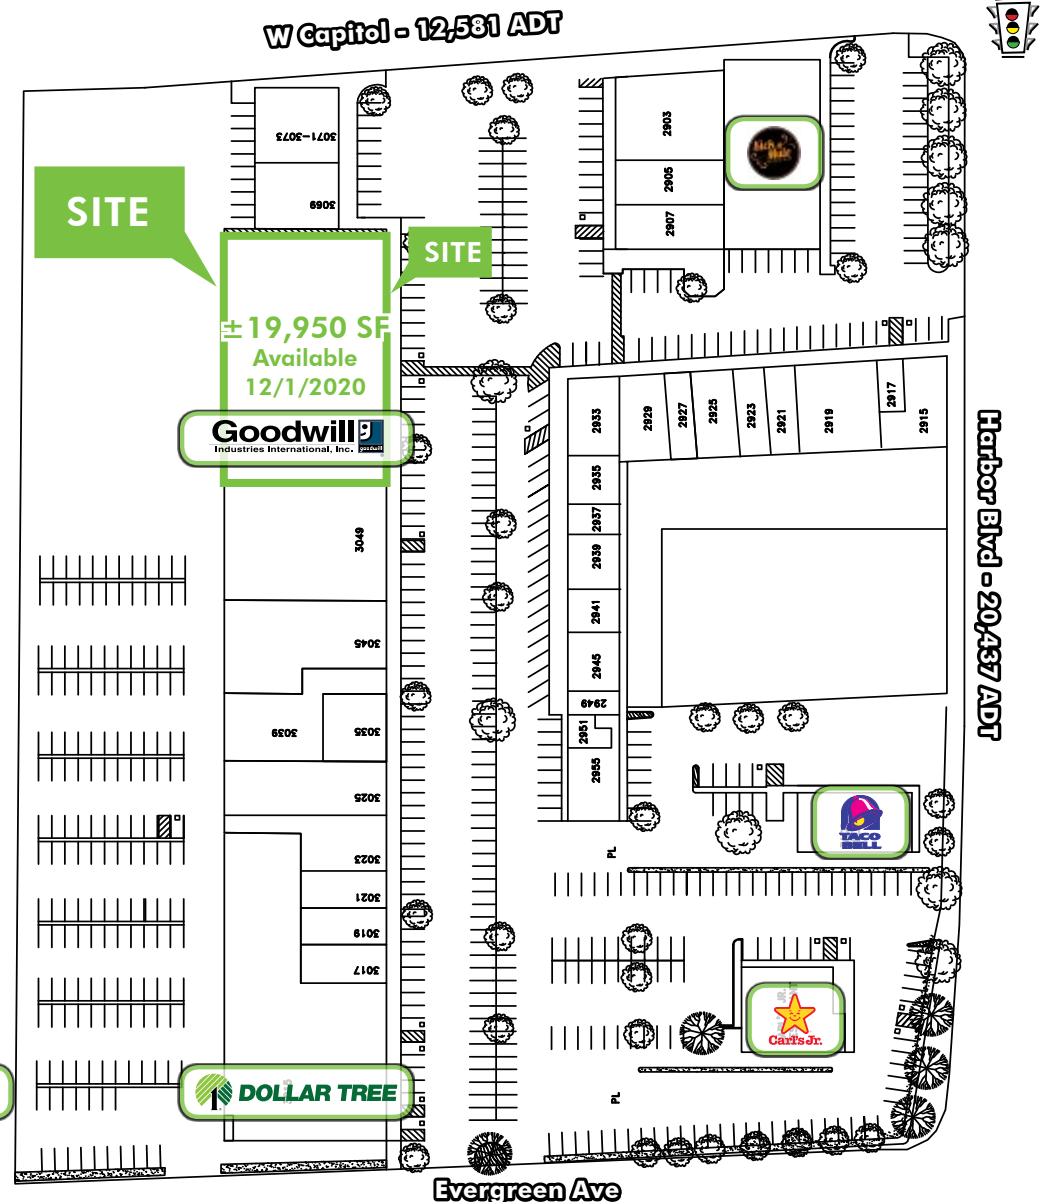 W Capitol - 12,581 ADT
3071-3073
3069
2903
2905
2907
SITE
SITE
±19,950 SF
Available
12/1/2020
Goodwill
Industries International, Inc.
goodwill
2933
2929
2927
2925
2923
2921
2919
2917
2915
2935
2937
2939
2941
2945
2949
2951
2955
3049
3045
3039
3035
3025
3023
3021
3019
3017
Harbor Blvd - 20,437 ADT
TACO
BELL
PL
Carl's Jr.
PL
DOLLAR TREE
Evergreen Ave